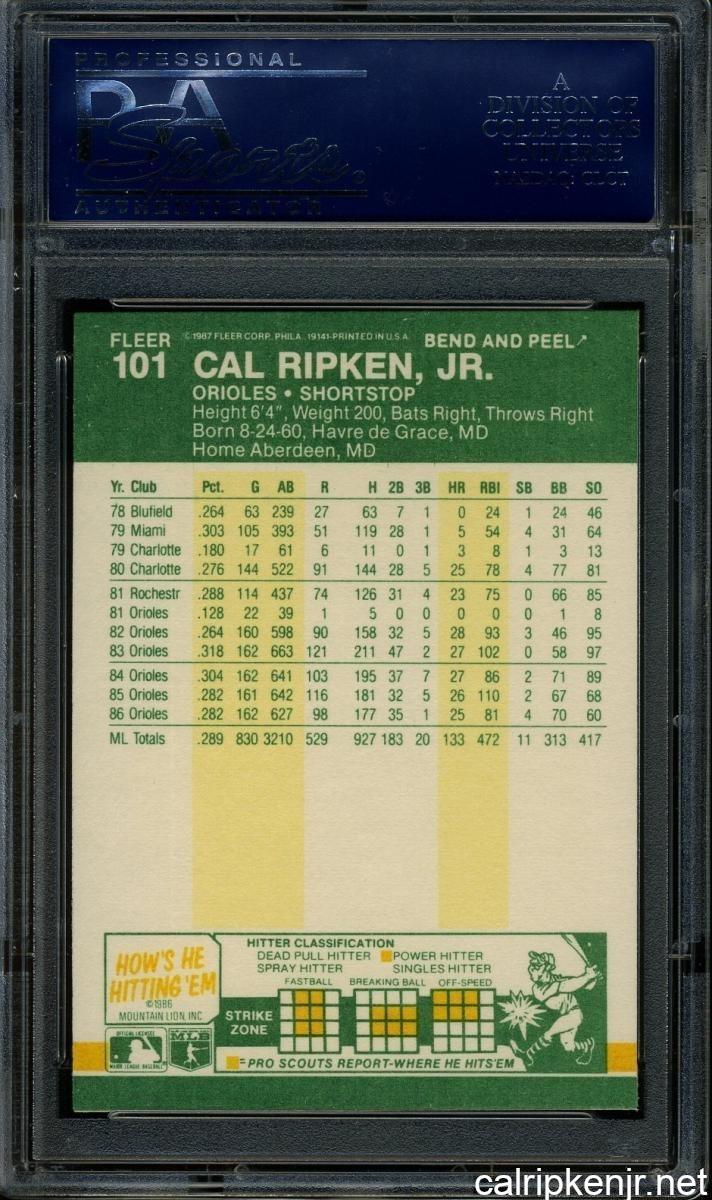 PROFESSIONAL
PSA
Sports.
AUTHENTICATOR
A
DIVISION OF
COLLECTORS
UNIVERSE
NASDAQ: CLCT
FLEER © 1987 FLEER CORP. PHILA. 19141-PRINTED IN U.S.A. BEND AND PEEL
101 CAL RIPKEN, JR.
ORIOLES • SHORTSTOP
Height 6'4", Weight 200, Bats Right, Throws Right
Born 8-24-60, Havre de Grace, MD
Home Aberdeen, MD
Yr. Club Pct. G AB R H 2B 3B HR RBI SB BB SO
78 Blufield .264 63 239 27 63 7 1 0 24 1 24 46
79 Miami .303 105 393 51 119 28 1 5 54 4 31 64
79 Charlotte .180 17 61 6 11 0 1 3 8 1 3 13
80 Charlotte .276 144 522 91 144 28 5 25 78 4 77 81
81 Rochestr .288 114 437 74 126 31 4 23 75 0 66 85
81 Orioles .128 22 39 1 5 0 0 0 0 0 1 8
82 Orioles .264 160 598 90 158 32 5 28 93 3 46 95
83 Orioles .318 162 663 121 211 47 2 27 102 0 58 97
84 Orioles .304 162 641 103 195 37 7 27 86 2 71 89
85 Orioles .282 161 642 116 181 32 5 26 110 2 67 68
86 Orioles .282 162 627 98 177 35 1 25 81 4 70 60
ML Totals .289 830 3210 529 927 183 20 133 472 11 313 417
HOW'S HE
HITTING 'EM
© 1986
MOUNTAIN LION, INC
HITTER CLASSIFICATION
DEAD PULL HITTER POWER HITTER
SPRAY HITTER SINGLES HITTER
FASTBALL BREAKING BALL OFF-SPEED
STRIKE
ZONE
= PRO SCOUTS REPORT-WHERE HE HITS 'EM
OFFICIAL LICENSEE
MAJOR LEAGUE BASEBALL
MLB
calripkenjr.net